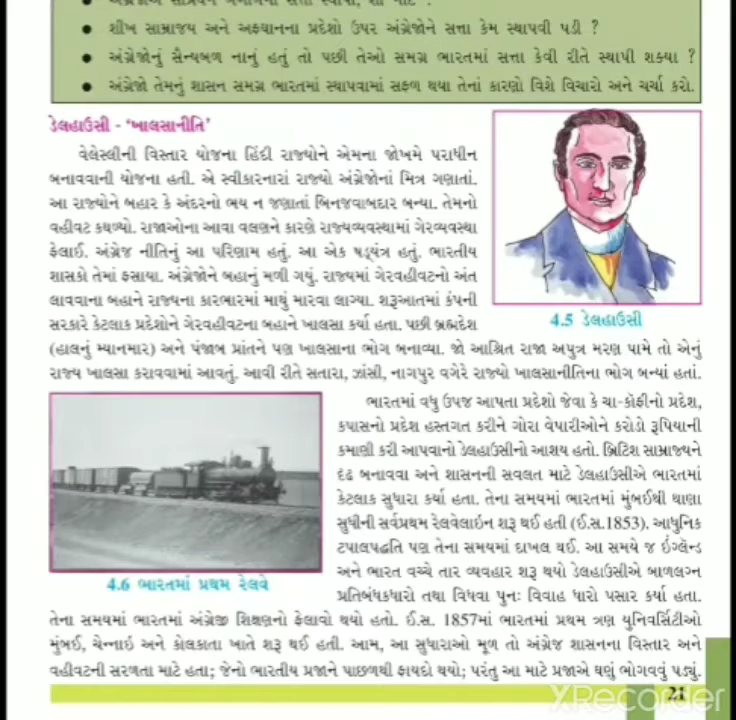 શીખ સામ્રાજ્ય અને અફઘાનના પ્રદેશો ઉપર અંગ્રેજોને સત્તા કેમ સ્થાપવી પડી ?
અંગ્રેજોનું સૈન્યબળ નાનું હતું તો પછી તેઓ સમગ્ર ભારતમાં સત્તા કેવી રીતે સ્થાપી શક્યા ?
અંગ્રેજો તેમનું શાસન સમગ્ર ભારતમાં સ્થાપવામાં સફળ થયા તેનાં કારણો વિશે વિચારો અને ચર્ચા કરો.
ડેલહાઉસી - 'ખાલસાનીતિ'
વેલેસ્લીની વિસ્તાર યોજના હિંદી રાજ્યોને એમના જોખમે પરાધીન
બનાવવાની યોજના હતી. એ સ્વીકારનારાં રાજ્યો અંગ્રેજોનાં મિત્ર ગણાતાં.
આ રાજ્યોને બહાર કે અંદરનો ભય ન જણાતાં બિનજવાબદાર બન્યા. તેમનો
વહીવટ કથળ્યો. રાજાઓના આવા વલણને કારણે રાજ્યવ્યવસ્થામાં ગેરવ્યવસ્થા
ફેલાઈ. અંગ્રેજ નીતિનું આ પરિણામ હતું. આ એક ષડ્યંત્ર હતું. ભારતીય
શાસકો તેમાં ફસાયા. અંગ્રેજોને બહાનું મળી ગયું. રાજ્યમાં ગેરવહીવટનો અંત
લાવવાના બહાને રાજ્યના કારભારમાં માથું મારવા લાગ્યા. શરૂઆતમાં કંપની
સરકારે કેટલાક પ્રદેશોને ગેરવહીવટના બહાને ખાલસા કર્યા હતા. પછી બ્રહ્મદેશ
4.5 ડેલહાઉસી
(હાલનું મ્યાનમાર) અને પંજાબ પ્રાંતને પણ ખાલસાના ભોગ બનાવ્યા. જો આશ્રિત રાજા અપુત્ર મરણ પામે તો એનું
રાજ્ય ખાલસા કરાવવામાં આવતું. આવી રીતે સતારા, ઝાંસી, નાગપુર વગેરે રાજ્યો ખાલસાનીતિના ભોગ બન્યાં હતાં.
ભારતમાં વધુ ઉપજ આપતા પ્રદેશો જેવા કે ચા-કોફીનો પ્રદેશ,
કપાસનો પ્રદેશ હસ્તગત કરીને ગોરા વેપારીઓને કરોડો રૂપિયાની
કમાણી કરી આપવાનો ડેલહાઉસીનો આશય હતો. બ્રિટિશ સામ્રાજ્યને
દૃઢ બનાવવા અને શાસનની સવલત માટે ડેલહાઉસીએ ભારતમાં
કેટલાક સુધારા કર્યા હતા. તેના સમયમાં ભારતમાં મુંબઈથી થાણા
સુધીની સર્વપ્રથમ રેલવેલાઇન શરૂ થઈ હતી (ઈ.સ.1853). આધુનિક
ટપાલપદ્ધતિ પણ તેના સમયમાં દાખલ થઈ. આ સમયે જ ઇંગ્લૅન્ડ
અને ભારત વચ્ચે તાર વ્યવહાર શરૂ થયો ડેલહાઉસીએ બાળલગ્ન
પ્રતિબંધકધારો તથા વિધવા પુનઃ વિવાહ ધારો પસાર કર્યા હતા.
4.6 ભારતમાં પ્રથમ રેલવે
તેના સમયમાં ભારતમાં અંગ્રેજી શિક્ષણનો ફેલાવો થયો હતો. ઈ.સ. 1857માં ભારતમાં પ્રથમ ત્રણ યુનિવર્સિટીઓ
મુંબઈ, ચેન્નાઈ અને કોલકાતા ખાતે શરૂ થઈ હતી. આમ, આ સુધારાઓ મૂળ તો અંગ્રેજ શાસનના વિસ્તાર અને
વહીવટની સરળતા માટે હતા; જેનો ભારતીય પ્રજાને પાછળથી ફાયદો થયો; પરંતુ આ માટે પ્રજાએ ઘણું ભોગવવું પડ્યું.
21
XRecorder